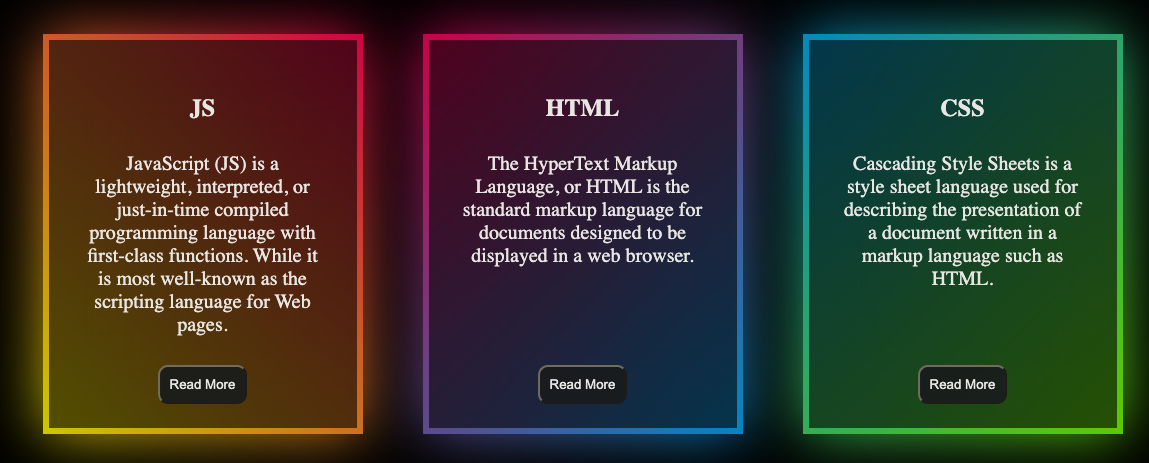 JS
JavaScript (JS) is a
lightweight, interpreted, or
just-in-time compiled
programming language with
first-class functions. While it
is most well-known as the
scripting language for Web
pages.
Read More
HTML
The HyperText Markup
Language, or HTML is the
standard markup language for
documents designed to be
displayed in a web browser.
Read More
CSS
Cascading Style Sheets is a
style sheet language used for
describing the presentation of
a document written in a
markup language such as
HTML.
Read More